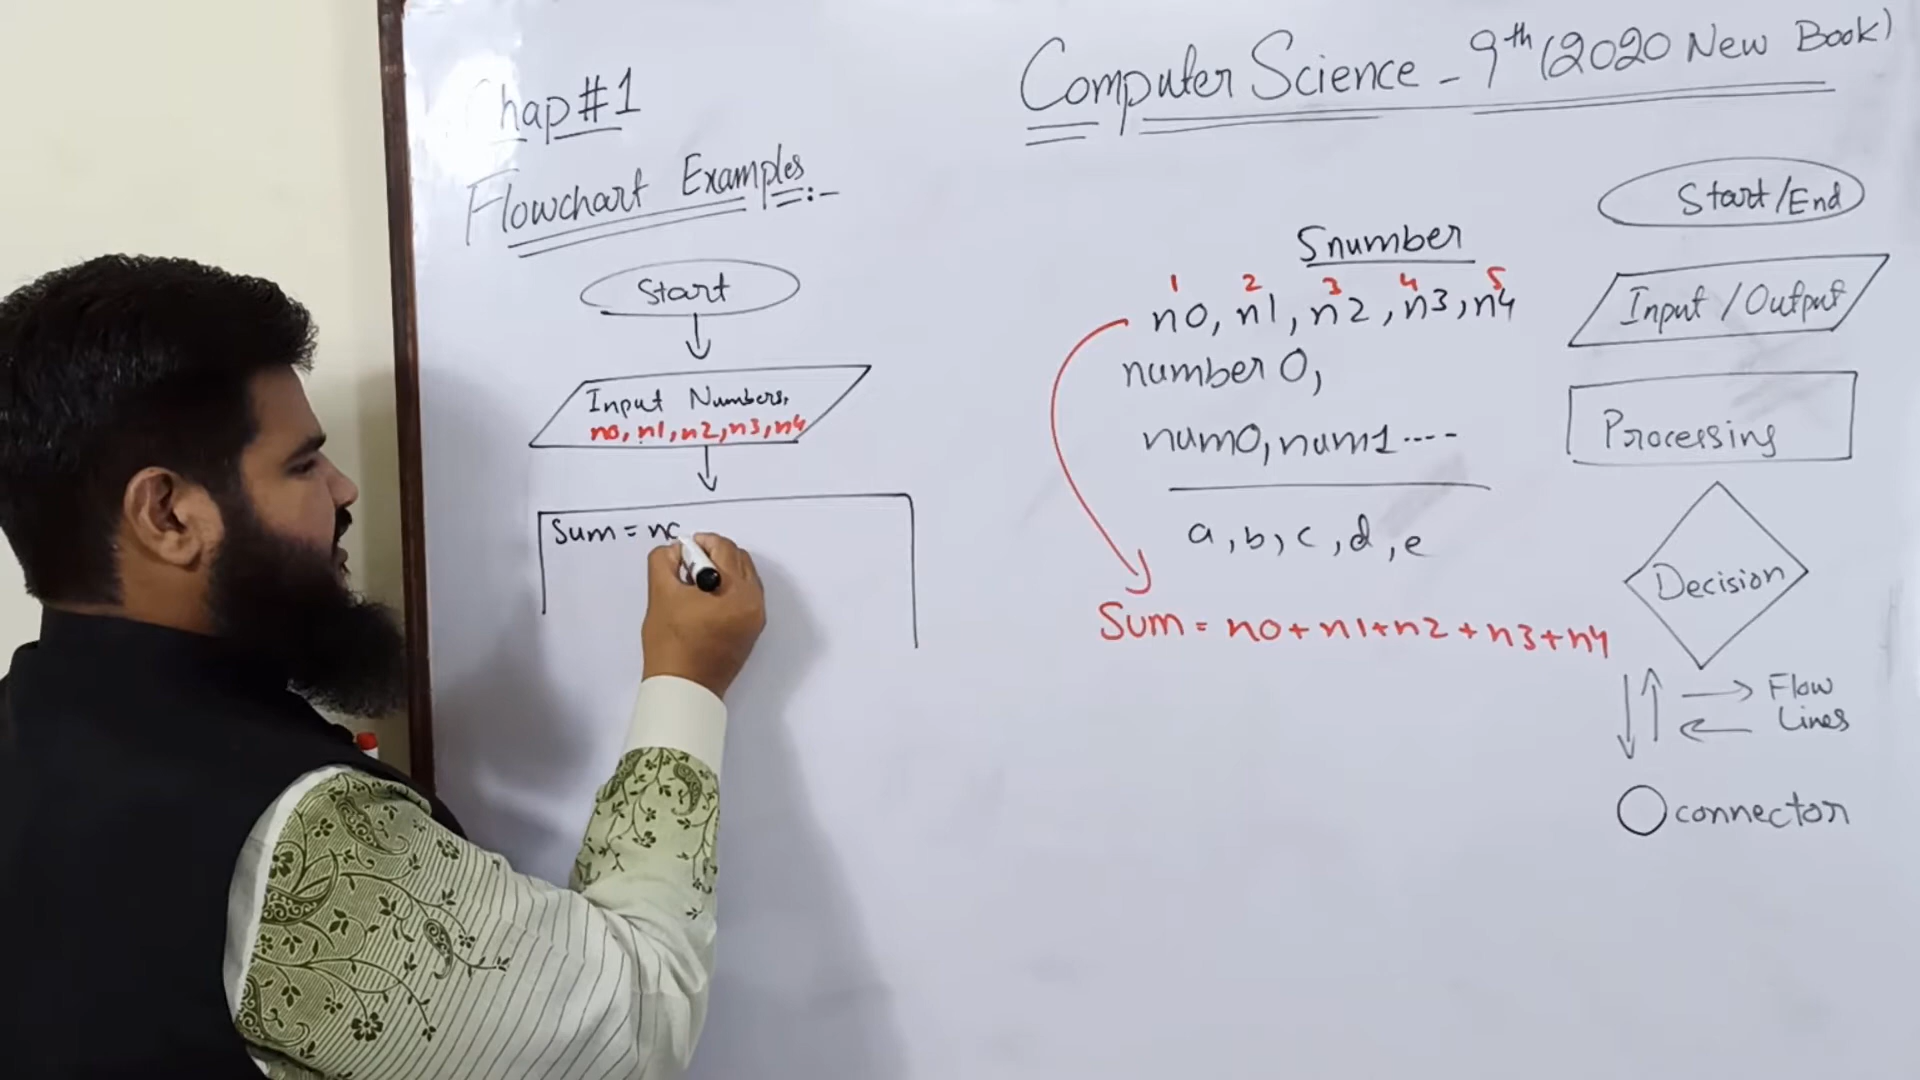 Chap#1
Flowchart Examples:-
Start
Input Numbers,
n0, n1, n2, n3, n4
Sum = n
Computer Science - 9th (2020 New Book)
5number
1 2 3 4 5
n0, n1, n2, n3, n4
number 0,
num0, num1----
a, b, c, d, e
Sum = n0 + n1 + n2 + n3 + n4
Start/End
Input / Output
Processing
Decision
Flow
Lines
connector